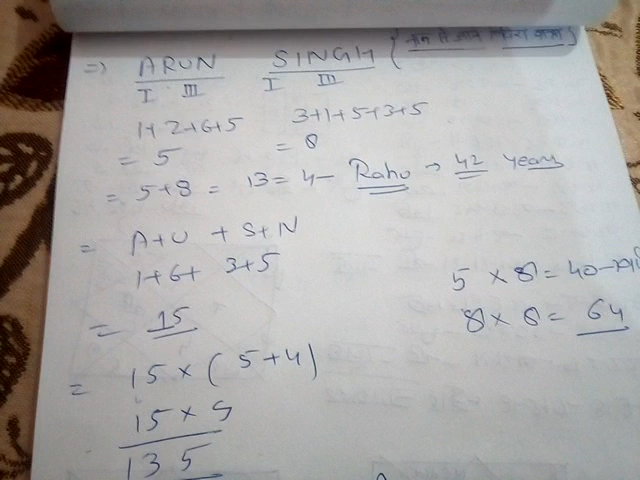 ⇒ ARUN SINGH {
I III I III
1+2+6+5 3+1+5+3+5
= 5 = 8
= 5+8 = 13 = 4- Rahu → 42 years
= A+U + S+N
1+6+ 3+5
= 15
5 × 8 = 40-
8 × 8 = 64
= 15 × ( 5+4)
15 × 9
135